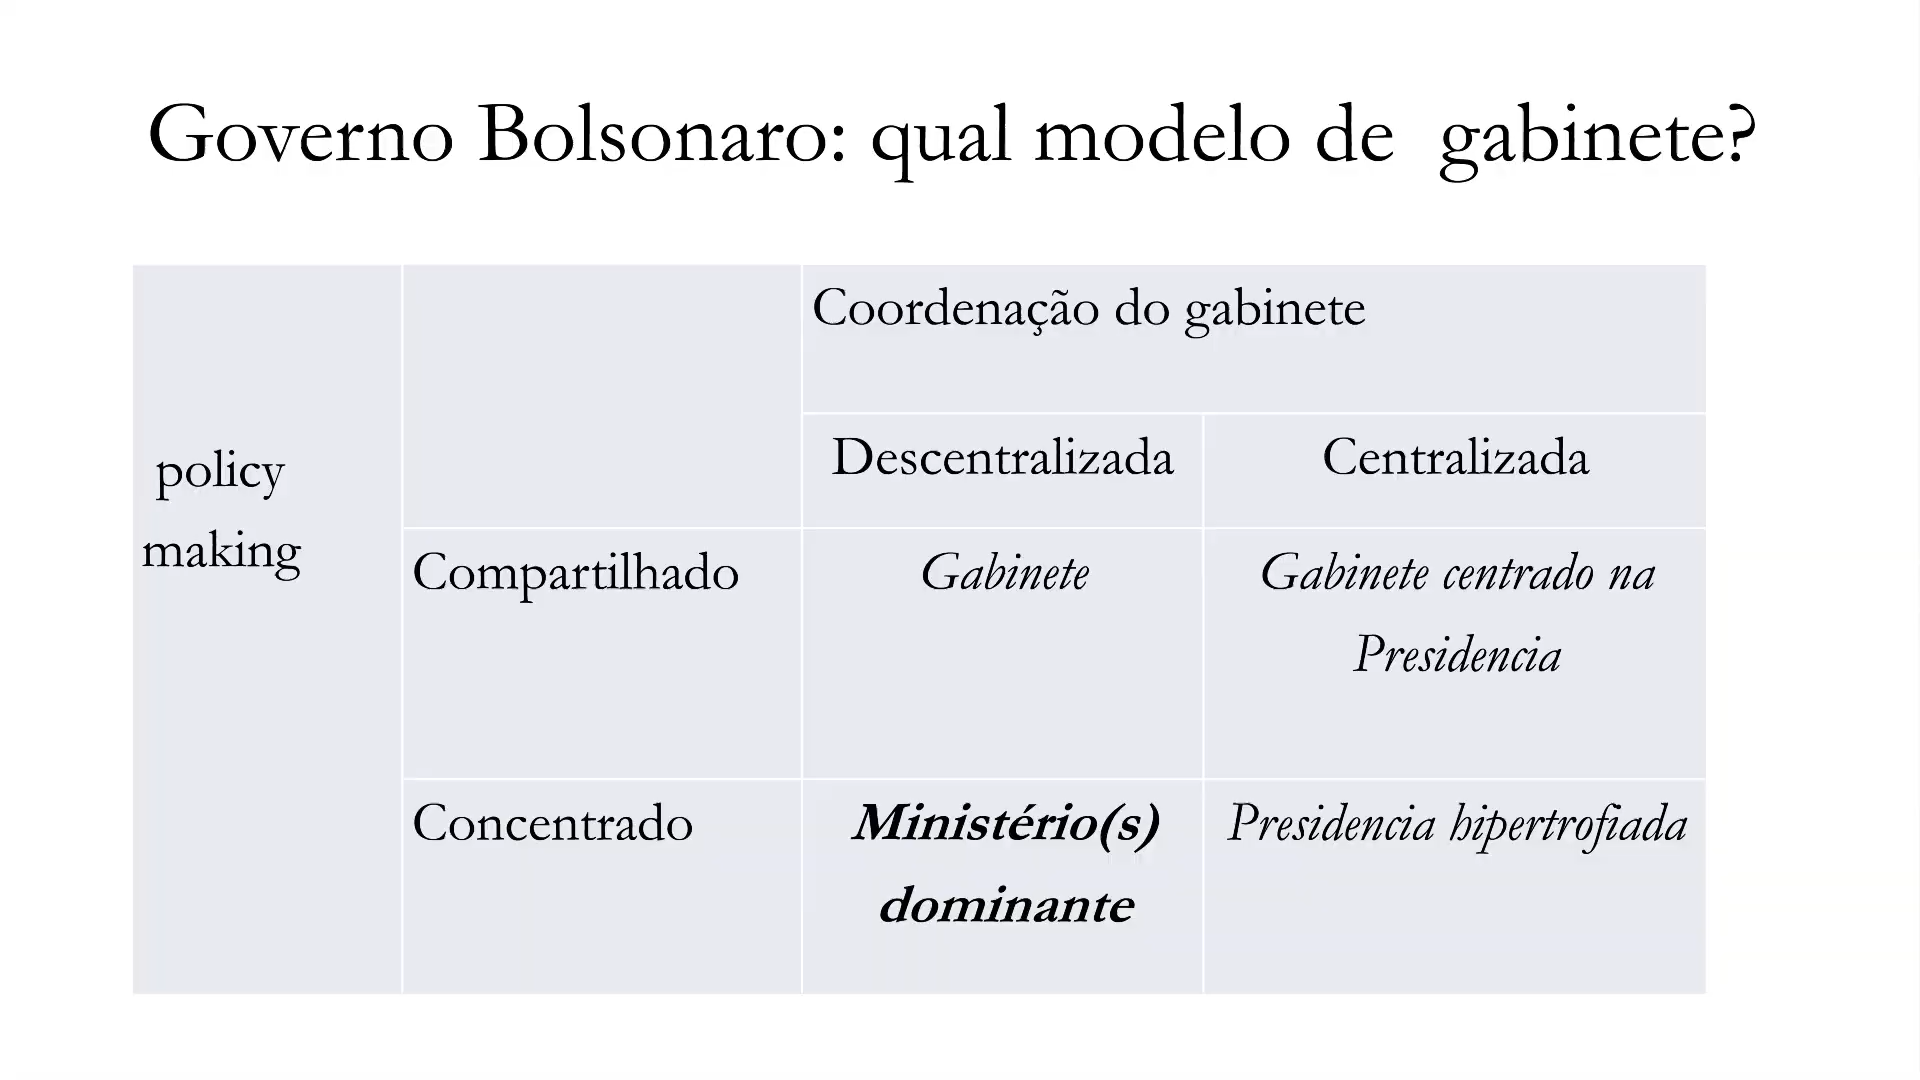 Governo Bolsonaro: qual modelo de gabinete?
Coordenação do gabinete
policy
making
Descentralizada
Centralizada
Compartilhado
Gabinete
Gabinete centrado na
Presidencia
Concentrado
Ministério(s)
dominante
Presidencia hipertrofiada